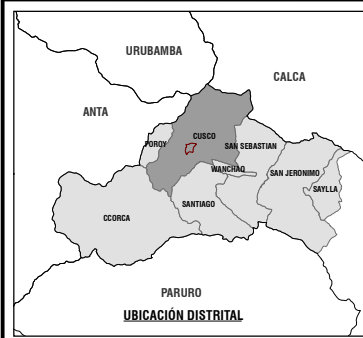 URUBAMBA
CALCA
ANTA
CUSCO
POROY
SAN SEBASTIAN
WANCHAQ
SAN JERONIMO
SAYLLA
SANTIAGO
CCORCA
PARURO
UBICACIÓN DISTRITAL